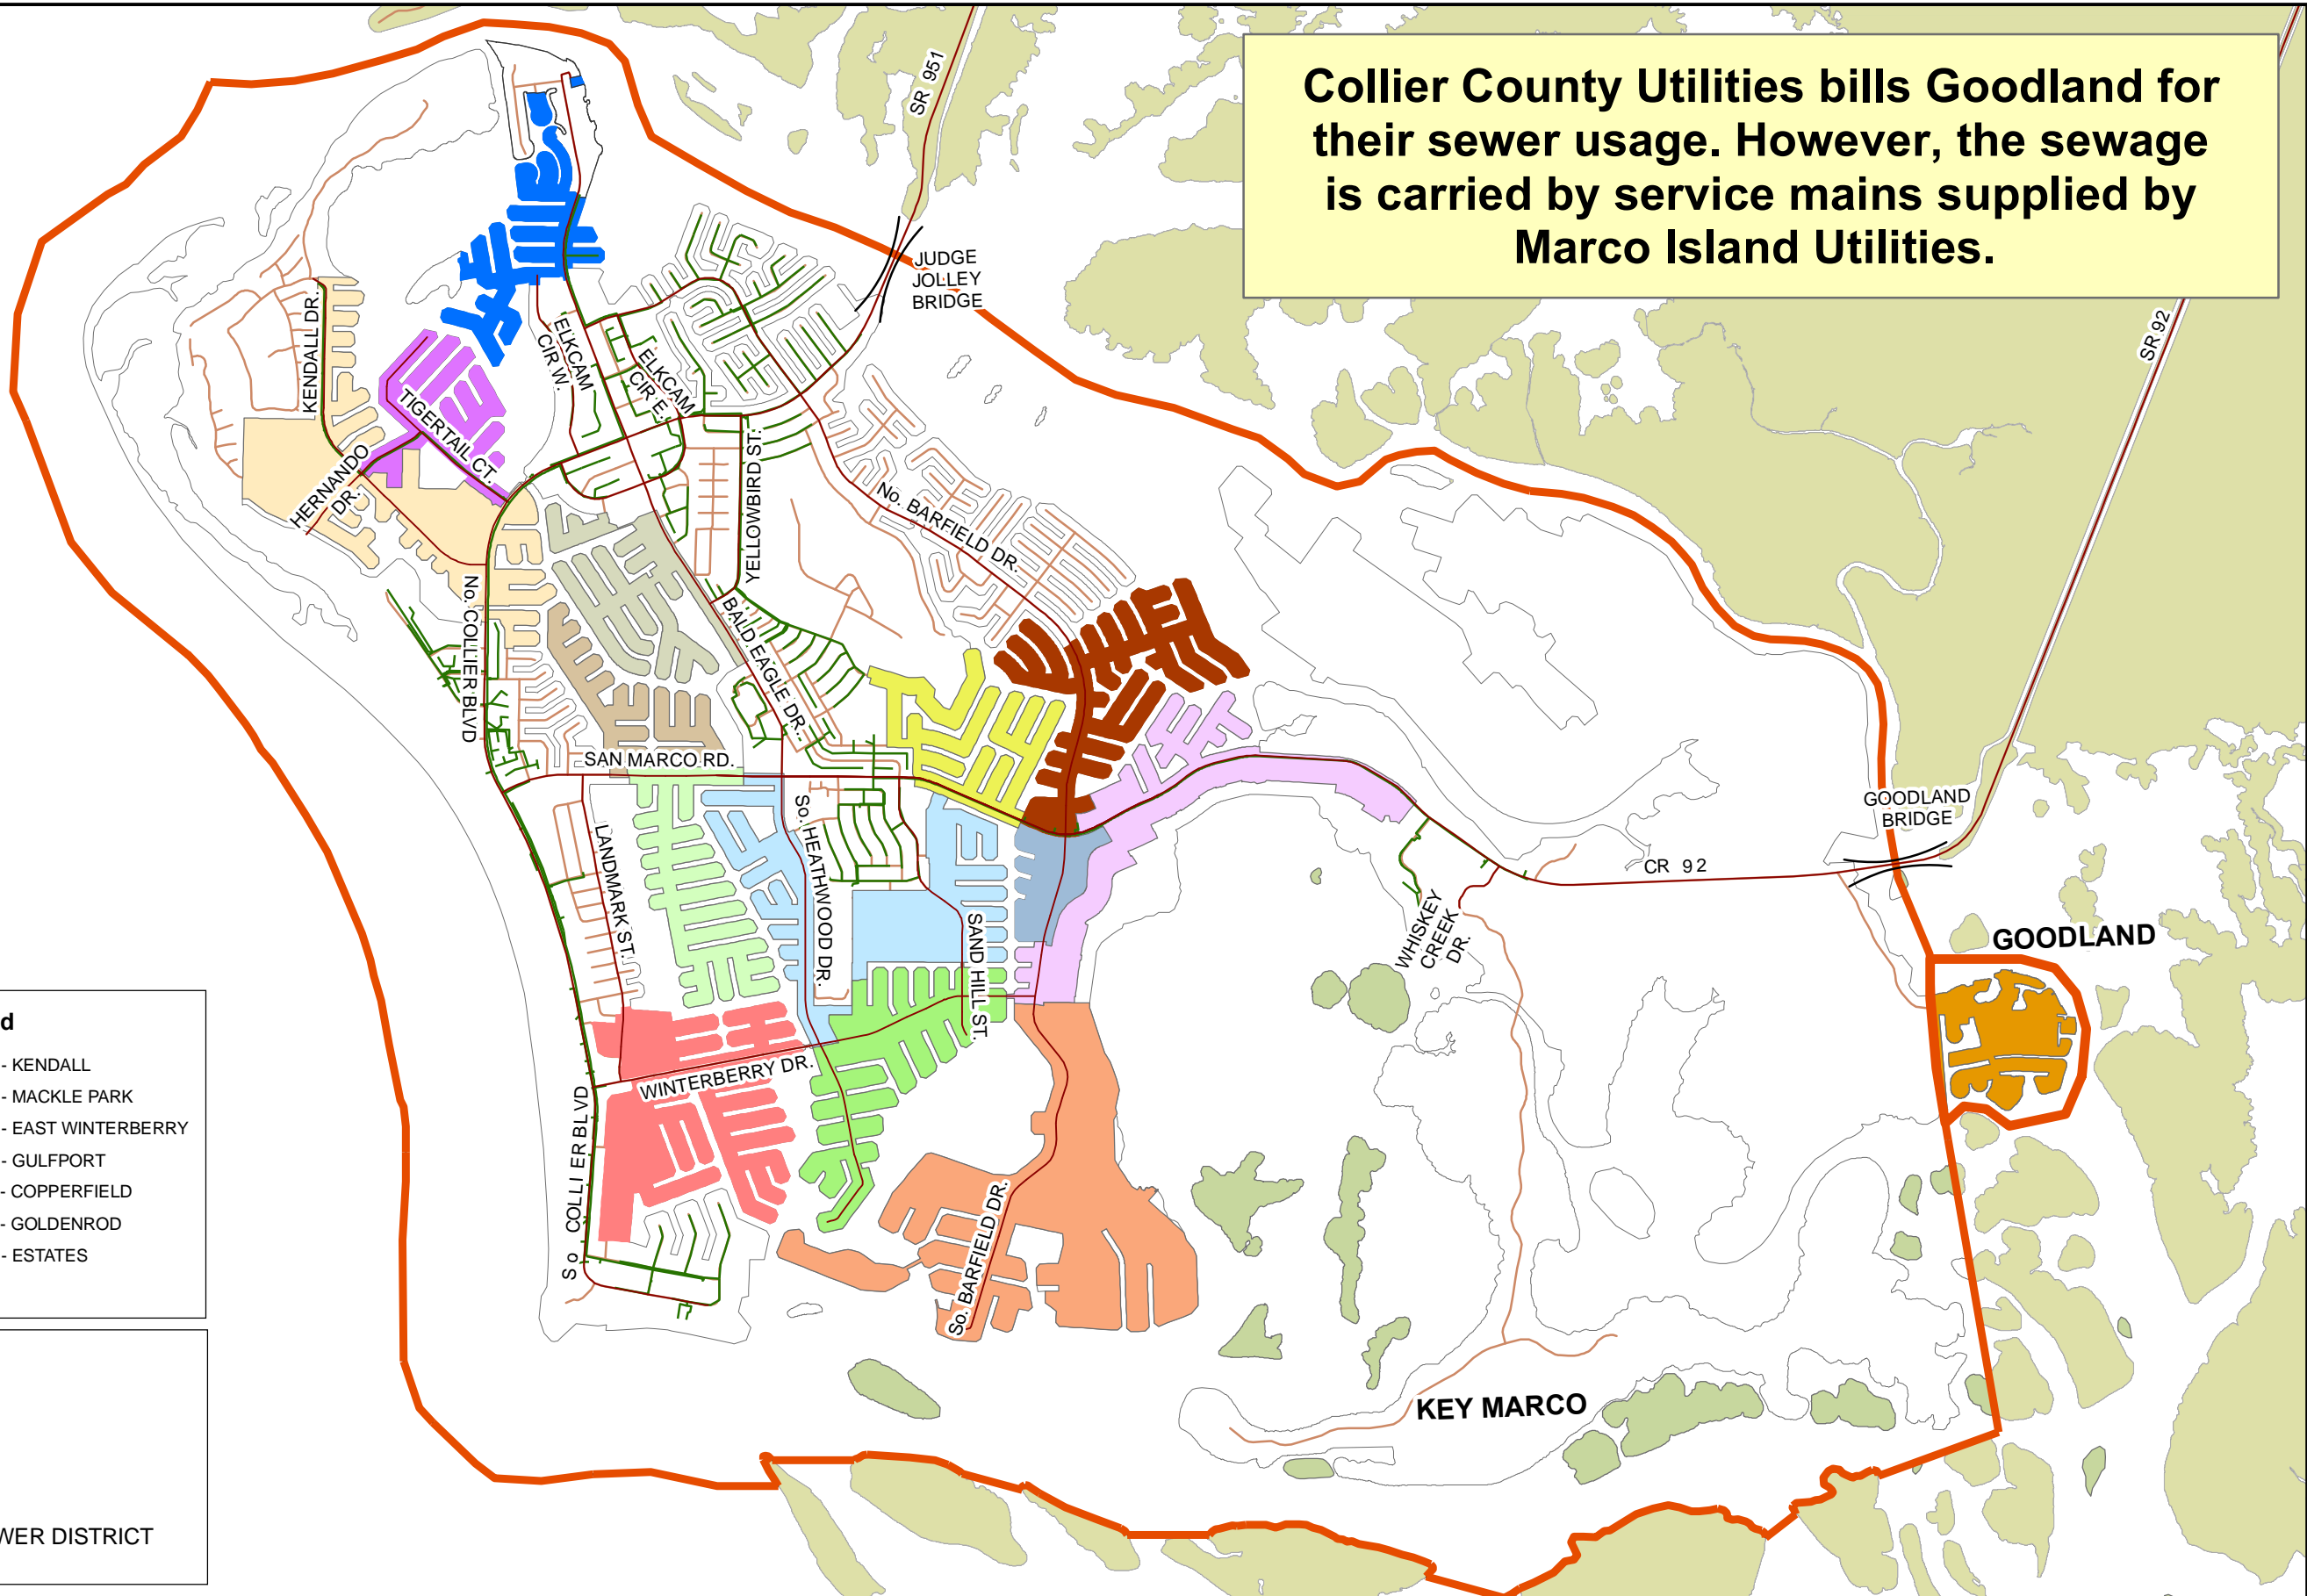 Collier County Utilities bills Goodland for
their sewer usage. However, the sewage
is carried by service mains supplied by
Marco Island Utilities.
SR 951
JUDGE
JOLLEY
BRIDGE
SR 92
KENDALL DR.
TIGERTAIL CT.
HERNANDO
DR.
ELKCAM
CIR W.
ELKCAM
CIR E.
YELLOWBIRD ST.
No. BARFIELD DR.
No. COLLIER BLVD
BALD EAGLE DR.
SAN MARCO RD.
LANDMARK ST.
So. HEATHWOOD DR.
SAND HILL ST.
WINTERBERRY DR.
So COLLIER BLVD
So. BARFIELD DR.
WHISKEY
CREEK
DR.
CR 92
GOODLAND
BRIDGE
GOODLAND
KEY MARCO
d
- KENDALL
- MACKLE PARK
- EAST WINTERBERRY
- GULFPORT
- COPPERFIELD
- GOLDENROD
- ESTATES
WER DISTRICT